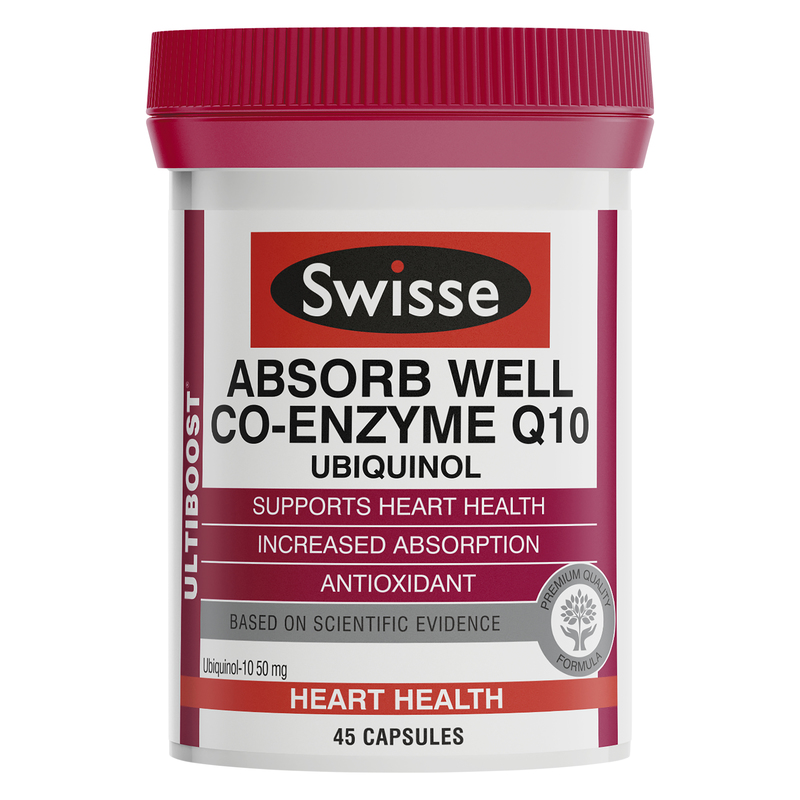 Swisse
ABSORB WELL
CO-ENZYME Q10
UBIQUINOL
ULTIBOOST®
SUPPORTS HEART HEALTH
INCREASED ABSORPTION
ANTIOXIDANT
BASED ON SCIENTIFIC EVIDENCE
PREMIUM QUALITY
FORMULA
Ubiquinol-10 50 mg
HEART HEALTH
45 CAPSULES